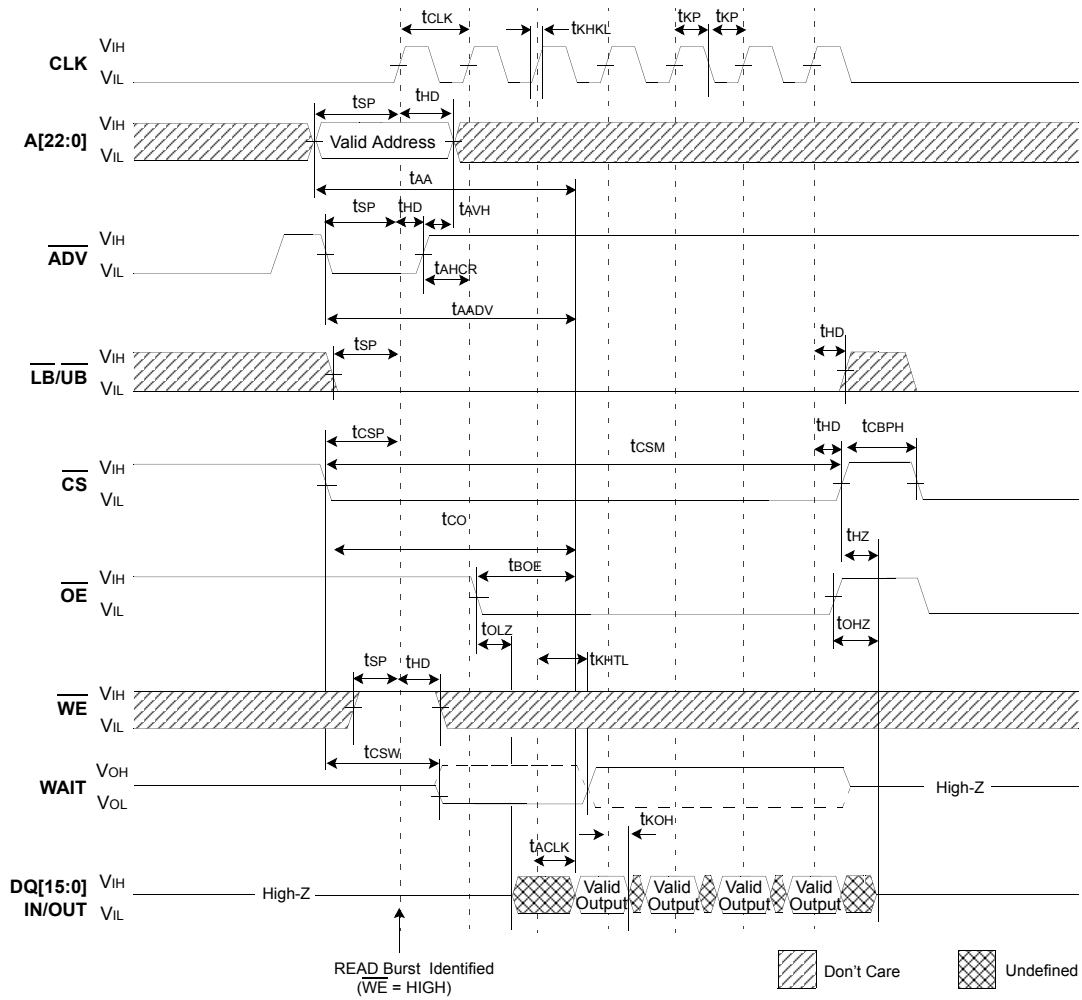 tCLK tKHKL tKP tKP
VIH
CLK
VIL
tSP tHD
VIH
A[22:0] Valid Address
VIL
tAA
tSP tHD tAVH
VIH
ADV
VIL
tAHCR
tAADV
tSP tHD
VIH
LB/UB
VIL
tCSP tCSM tHD tCBPH
VIH
CS
VIL
tCO tHZ
tBOE
VIH
OE
VIL
tOLZ tKHTL tOHZ
tSP tHD
VIH
WE
VIL
tCSW
VOH
WAIT High-Z
VOL
tKOH
tACLK
DQ[15:0] VIH High-Z Valid Valid Valid Valid
IN/OUT VIL Output Output Output Output
READ Burst Identified
(WE = HIGH)
Don't Care Undefined